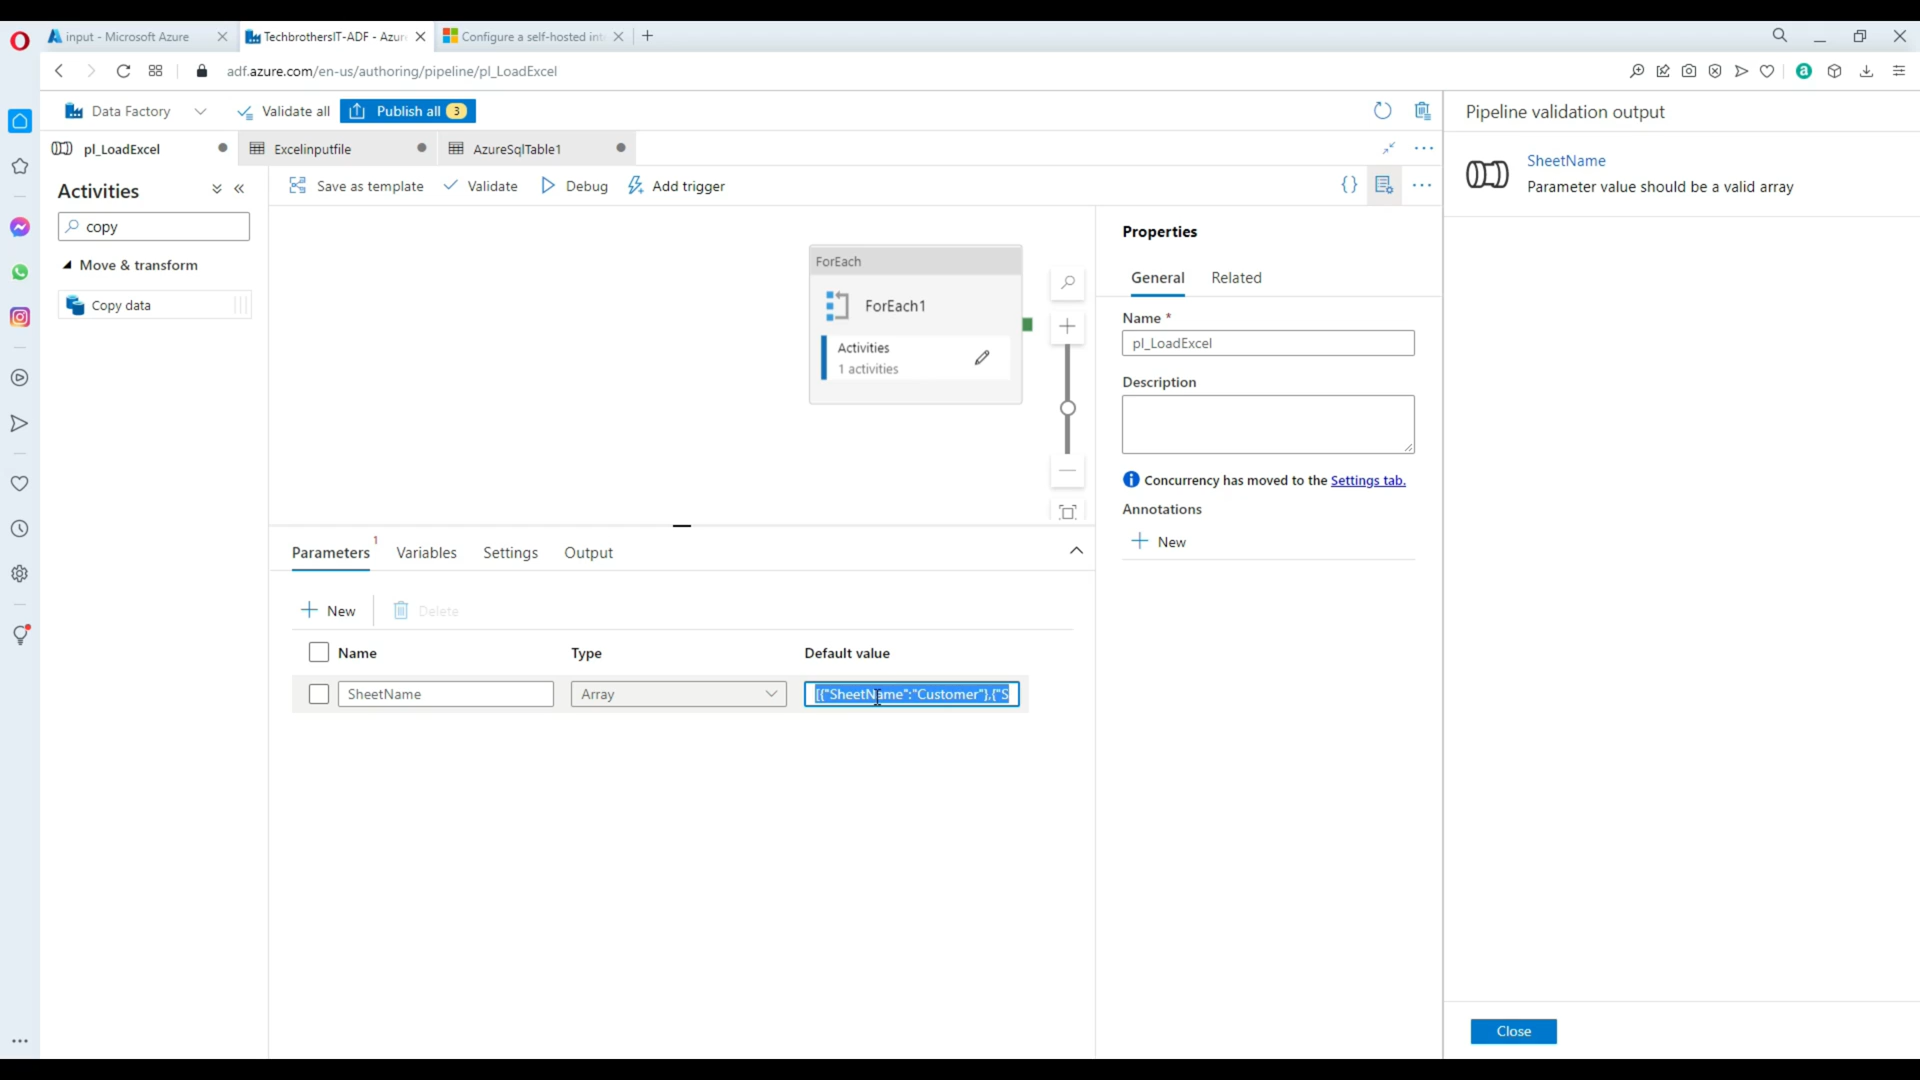 input - Microsoft Azure
TechbrothersIT-ADF - Azur
Configure a self-hosted int
adf.azure.com/en-us/authoring/pipeline/pl_LoadExcel
Data Factory
Validate all
Publish all 3
Pipeline validation output
pl_LoadExcel
Excelinputfile
AzureSqlTable1
SheetName
Parameter value should be a valid array
Activities
Save as template
Validate
Debug
Add trigger
copy
Move & transform
Copy data
ForEach
ForEach1
Activities
1 activities
Properties
General
Related
Name *
pl_LoadExcel
Description
Concurrency has moved to the Settings tab.
Annotations
New
Parameters 1
Variables
Settings
Output
New
Delete
Name
Type
Default value
SheetName
Array
[{"SheetName":"Customer"},{"S
Close